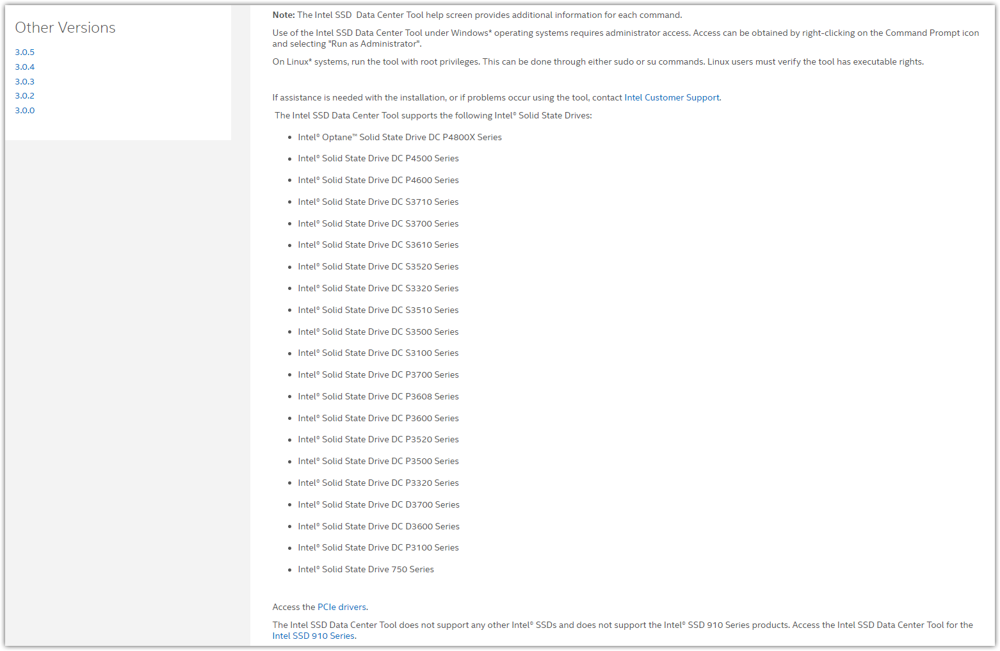 Other Versions
3.0.5
3.0.4
3.0.3
3.0.2
3.0.0
Note: The Intel SSD  Data Center Tool help screen provides additional information for each command.
Use of the Intel SSD Data Center Tool under Windows* operating systems requires administrator access. Access can be obtained by right-clicking on the Command Prompt icon
and selecting "Run as Administrator".
On Linux* systems, run the tool with root privileges. This can be done through either sudo or su commands. Linux users must verify the tool has executable rights.
If assistance is needed with the installation, or if problems occur using the tool, contact Intel Customer Support.
The Intel SSD Data Center Tool supports the following Intel® Solid State Drives:
• Intel® Optane™ Solid State Drive DC P4800X Series
• Intel® Solid State Drive DC P4500 Series
• Intel® Solid State Drive DC P4600 Series
• Intel® Solid State Drive DC S3710 Series
• Intel® Solid State Drive DC S3700 Series
• Intel® Solid State Drive DC S3610 Series
• Intel® Solid State Drive DC S3520 Series
• Intel® Solid State Drive DC S3320 Series
• Intel® Solid State Drive DC S3510 Series
• Intel® Solid State Drive DC S3500 Series
• Intel® Solid State Drive DC S3100 Series
• Intel® Solid State Drive DC P3700 Series
• Intel® Solid State Drive DC P3608 Series
• Intel® Solid State Drive DC P3600 Series
• Intel® Solid State Drive DC P3520 Series
• Intel® Solid State Drive DC P3500 Series
• Intel® Solid State Drive DC P3320 Series
• Intel® Solid State Drive DC D3700 Series
• Intel® Solid State Drive DC D3600 Series
• Intel® Solid State Drive DC P3100 Series
• Intel® Solid State Drive 750 Series
Access the PCIe drivers.
The Intel SSD Data Center Tool does not support any other Intel® SSDs and does not support the Intel® SSD 910 Series products. Access the Intel SSD Data Center Tool for the
Intel SSD 910 Series.